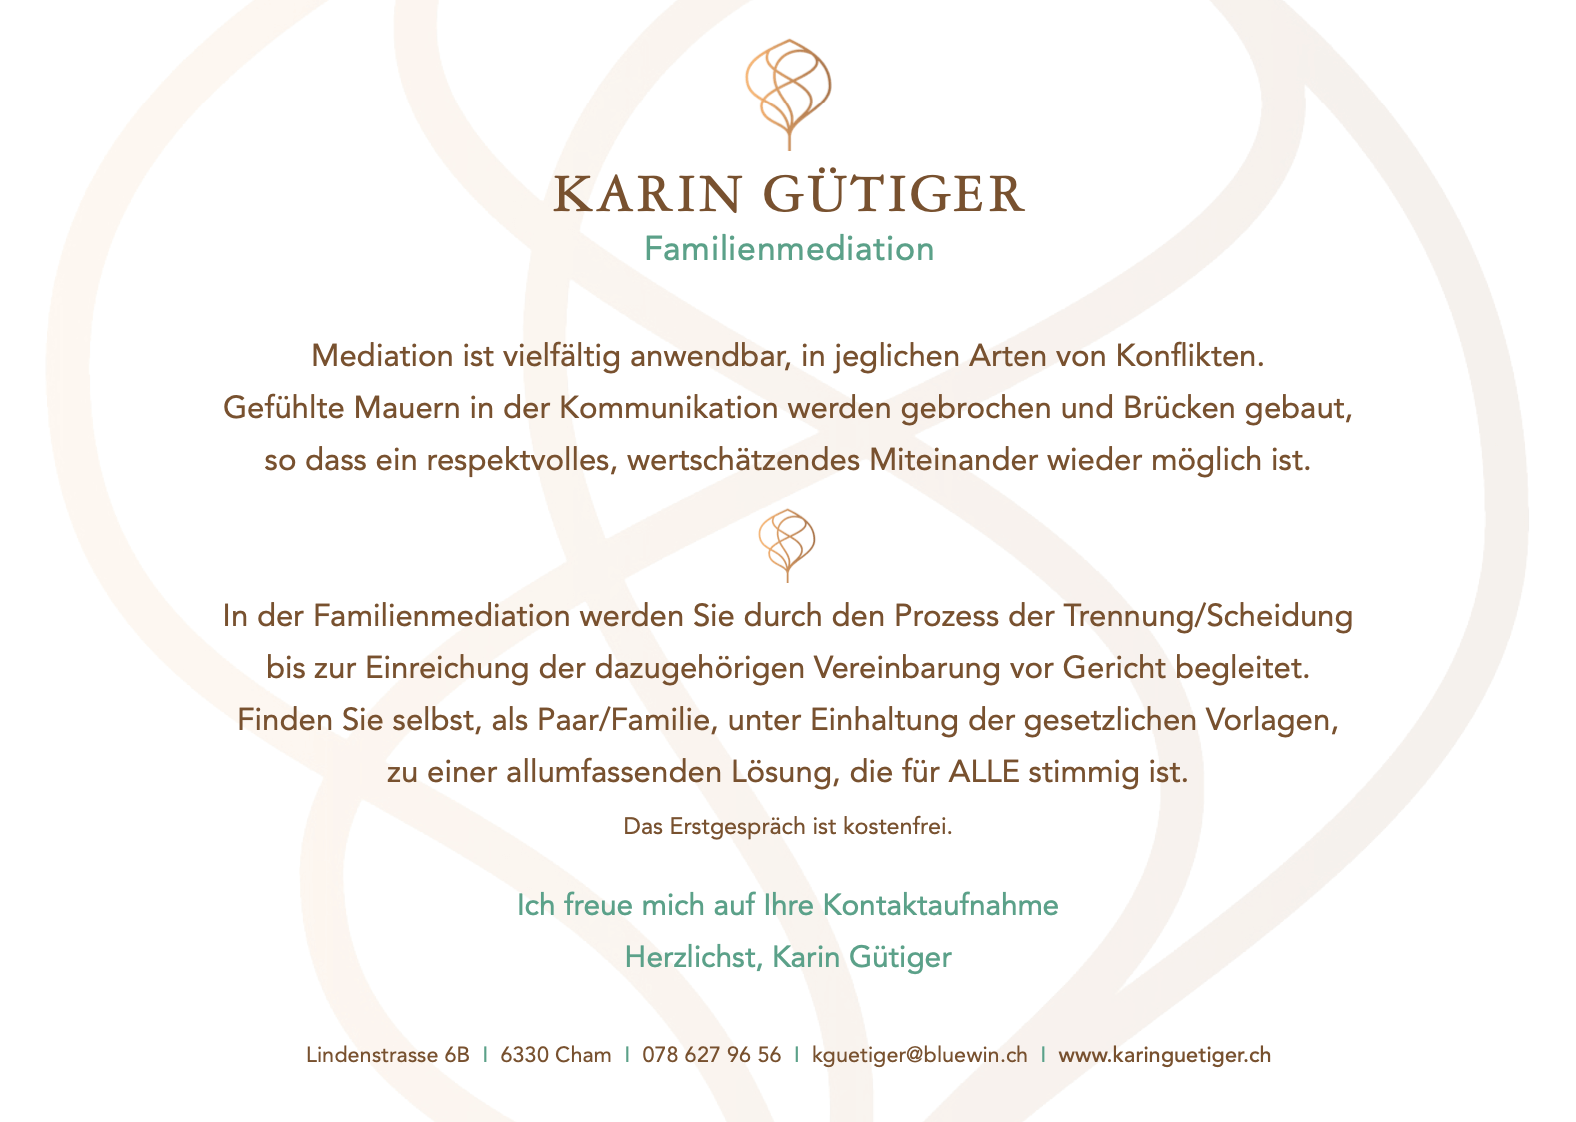 KARIN GÜTIGER
Familienmediation
Mediation ist vielfältig anwendbar, in jeglichen Arten von Konflikten.
Gefühlte Mauern in der Kommunikation werden gebrochen und Brücken gebaut,
so dass ein respektvolles, wertschätzendes Miteinander wieder möglich ist.
In der Familienmediation werden Sie durch den Prozess der Trennung/Scheidung
bis zur Einreichung der dazugehörigen Vereinbarung vor Gericht begleitet.
Finden Sie selbst, als Paar/Familie, unter Einhaltung der gesetzlichen Vorlagen,
zu einer allumfassenden Lösung, die für ALLE stimmig ist.
Das Erstgespräch ist kostenfrei.
Ich freue mich auf Ihre Kontaktaufnahme
Herzlichst, Karin Gütiger
Lindenstrasse 6B I 6330 Cham I 078 627 96 56 I kguetiger@bluewin.ch I www.karinguetiger.ch